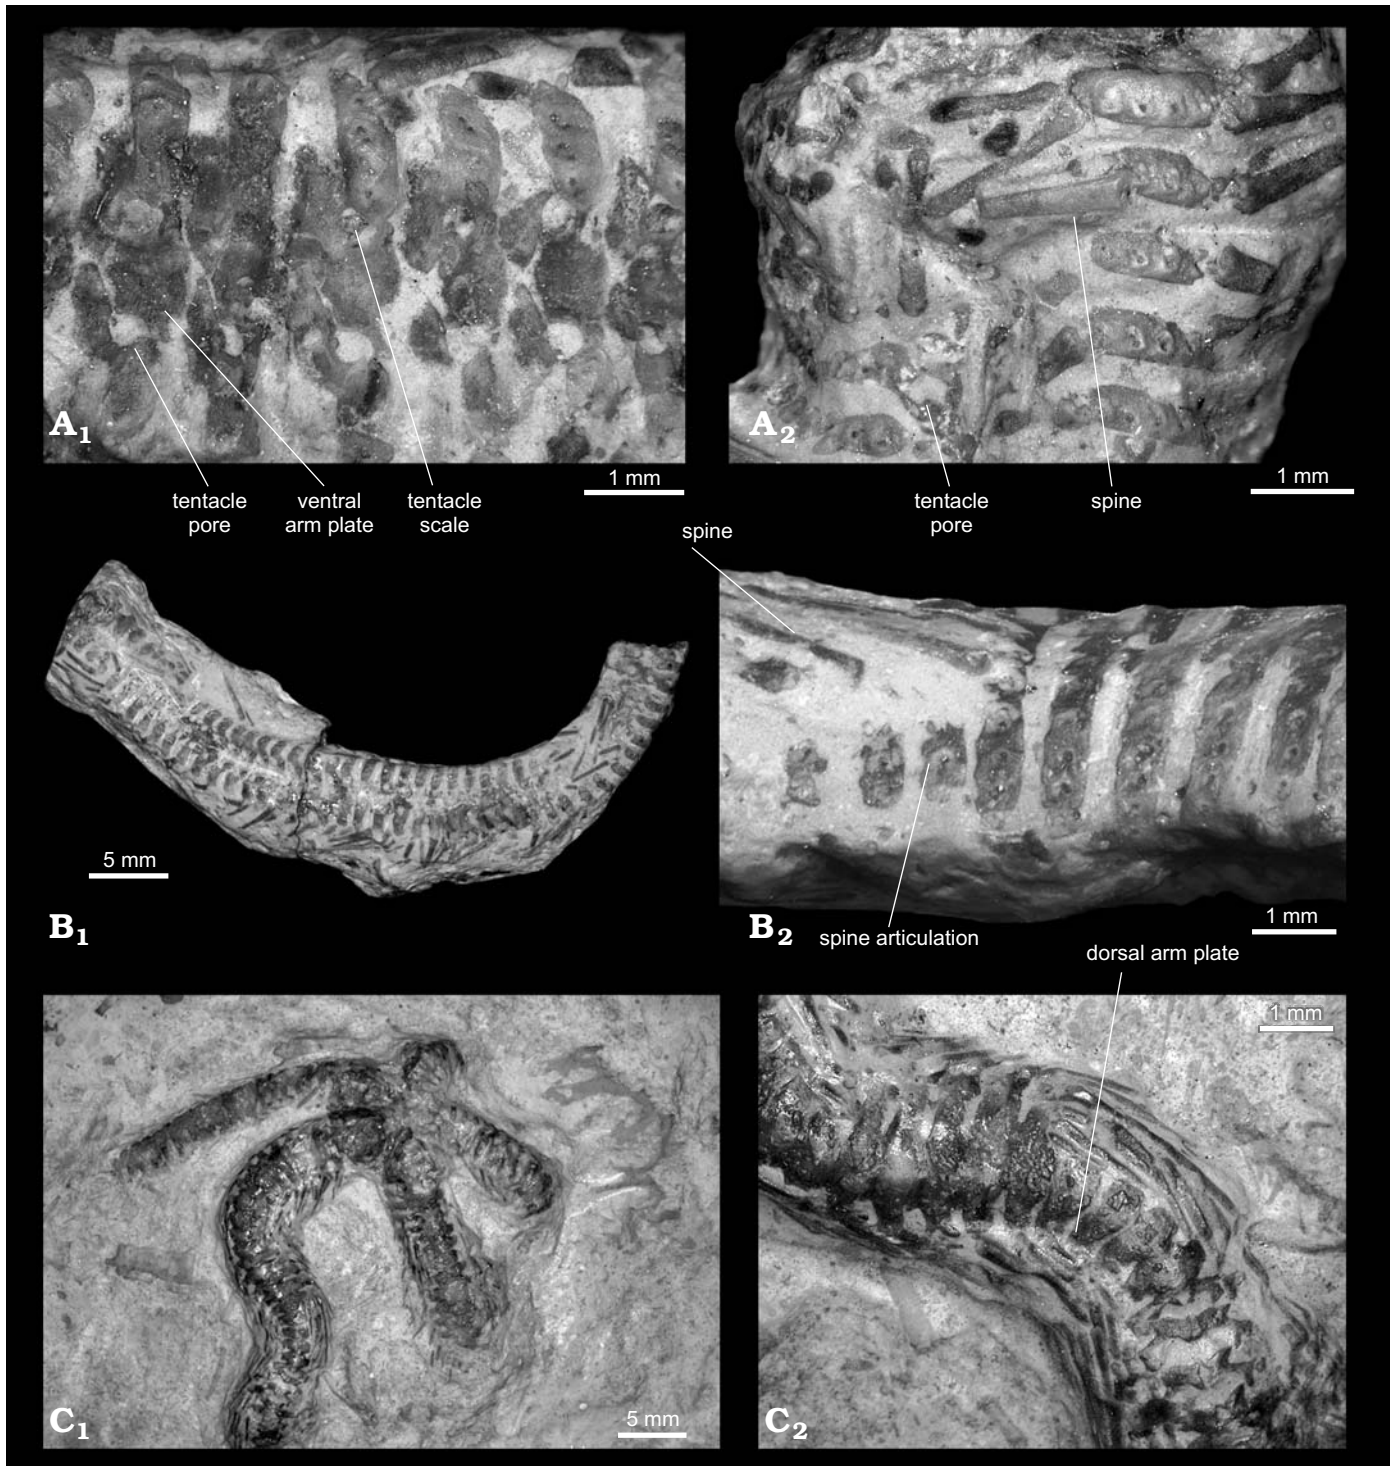 A1
1 mm
A2
1 mm
tentacle
pore
ventral
arm plate
tentacle
scale
tentacle
pore
spine
spine
5 mm
B1
B2
spine articulation
1 mm
dorsal arm plate
1 mm
C1
5 mm
C2